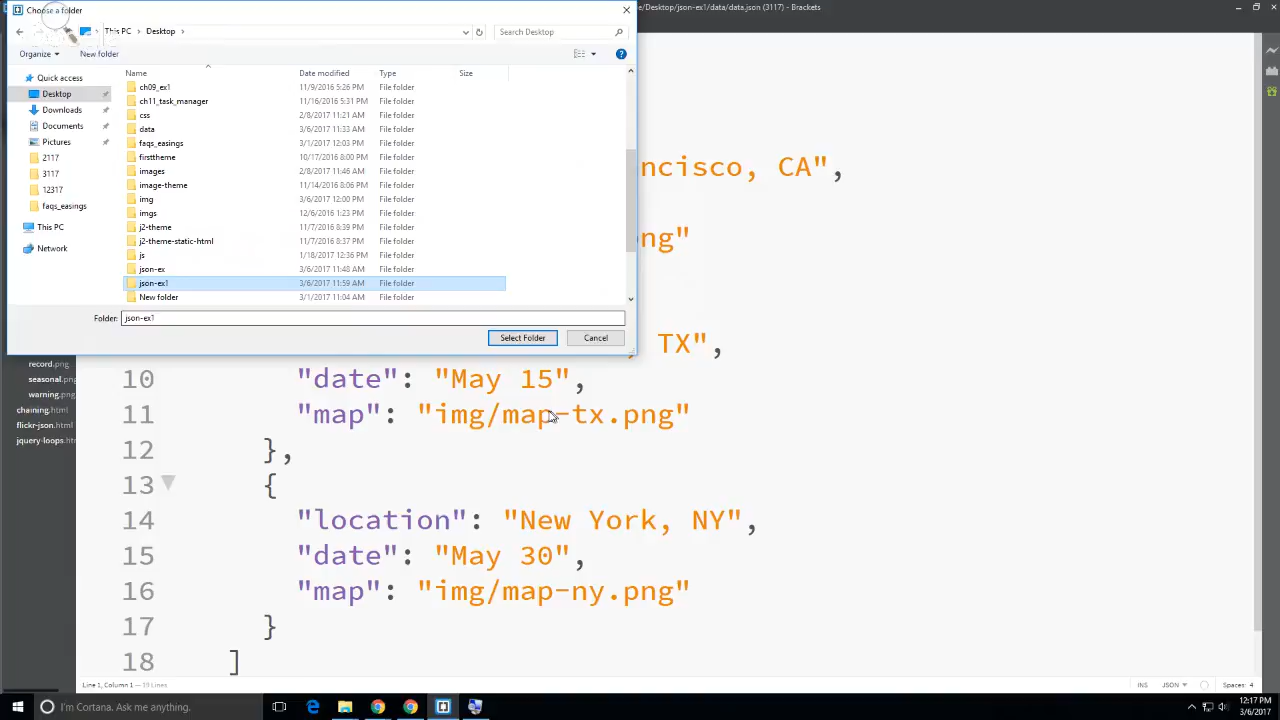 Choose a folder
e/Desktop/json-ex1/data/data.json (3117) - Brackets
This PC > Desktop >
Search Desktop
Organize
New folder
Name Date modified Type Size
Quick access
Desktop
Downloads
Documents
Pictures
2117
3117
12317
faqs_easings
This PC
Network
ch09_ex1 11/9/2016 5:26 PM File folder
ch11_task_manager 11/16/2016 5:31 PM File folder
css 2/8/2017 11:21 AM File folder
data 3/6/2017 11:33 AM File folder
faqs_easings 3/1/2017 12:03 PM File folder
firsttheme 10/17/2016 8:00 PM File folder
images 2/8/2017 11:46 AM File folder
image-theme 11/14/2016 8:06 PM File folder
img 3/6/2017 12:00 PM File folder
imgs 12/6/2016 1:23 PM File folder
j2-theme 11/7/2016 8:39 PM File folder
j2-theme-static-html 11/7/2016 8:37 PM File folder
js 1/18/2017 12:36 PM File folder
json-ex 3/6/2017 11:48 AM File folder
json-ex1 3/6/2017 11:59 AM File folder
New folder 3/1/2017 11:04 AM File folder
Folder: json-ex1
Select Folder Cancel
ncisco, CA",
ng"
TX",
record.png
seasonal.png
warning.png
chaining.html
flickr-json.html
jquery-loops.htm
10 "date": "May 15",
11 "map": "img/map-tx.png"
12 },
13 {
14 "location": "New York, NY",
15 "date": "May 30",
16 "map": "img/map-ny.png"
17 }
18 ]
Line 1, Column 1 — 19 Lines
INS JSON Spaces: 4
I'm Cortana. Ask me anything.
12:17 PM
3/6/2017